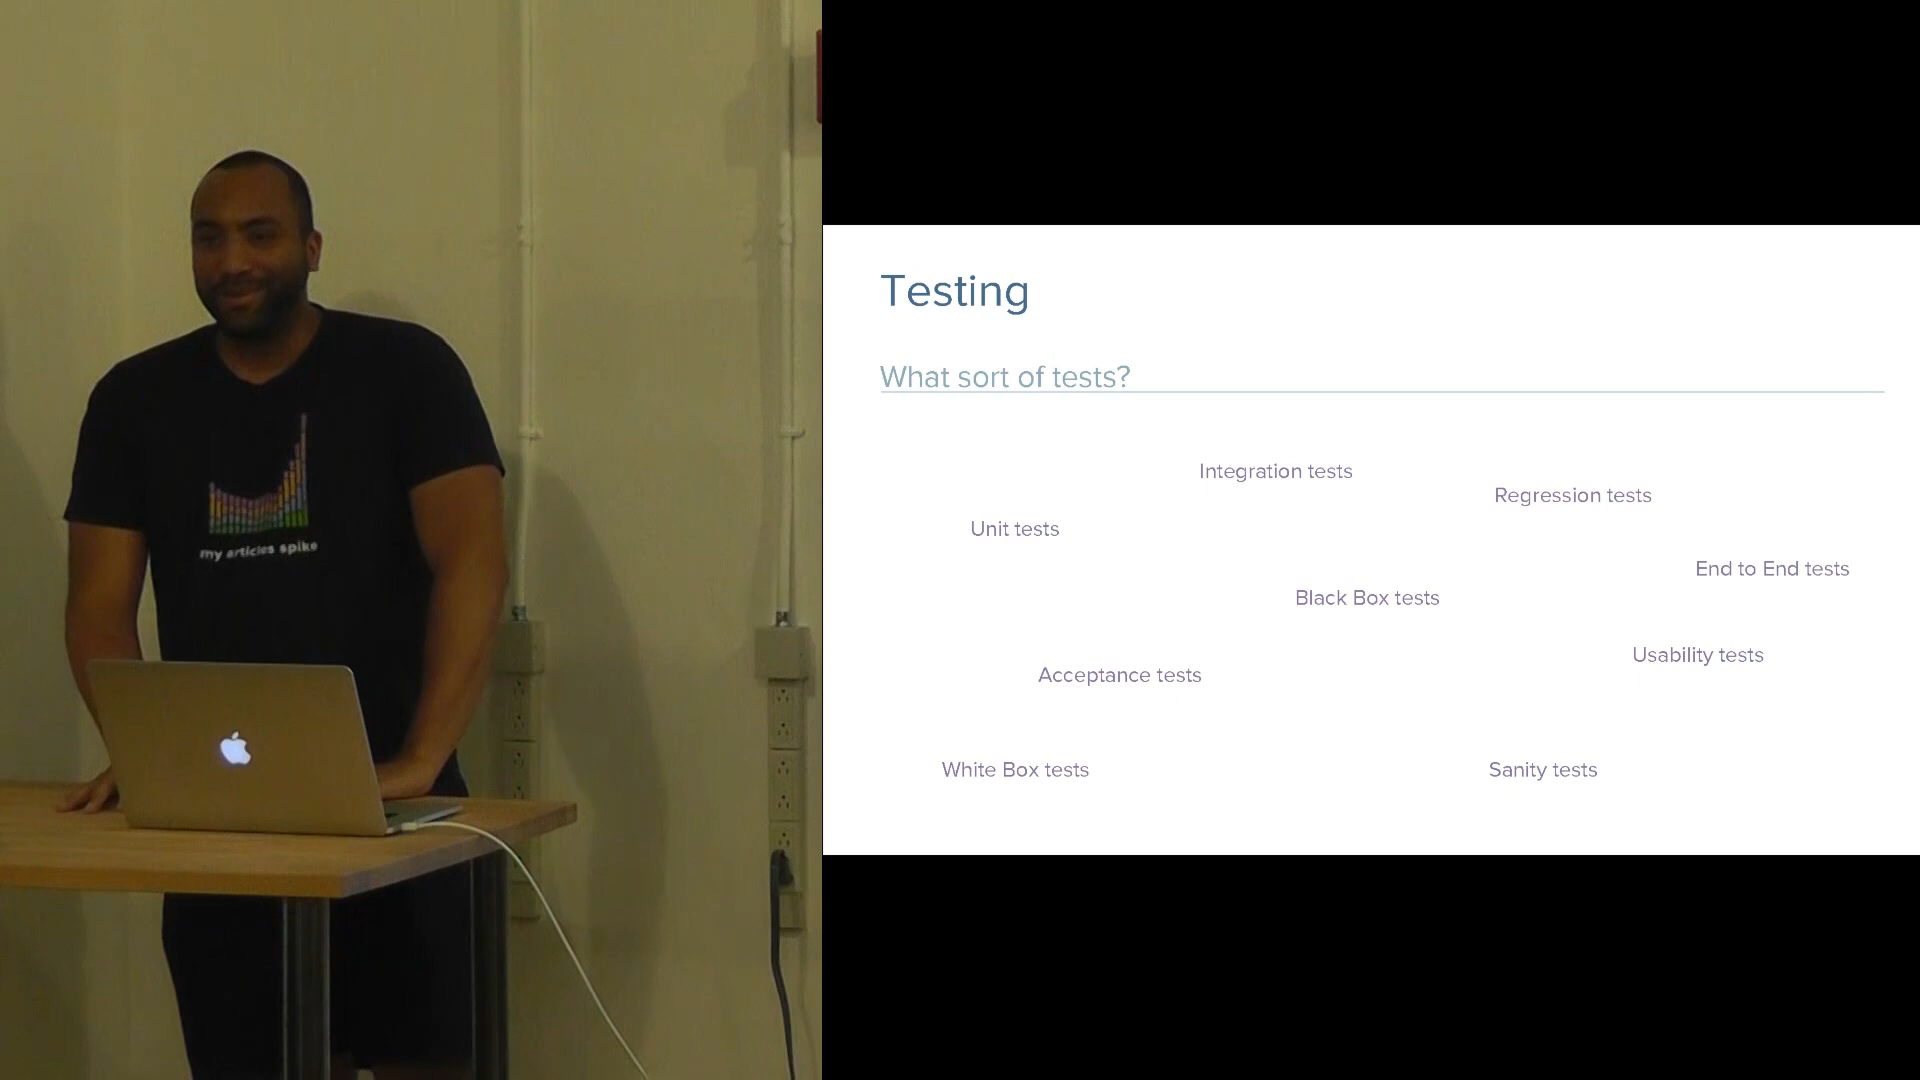 my articles spike
Testing
What sort of tests?
Integration tests
Regression tests
Unit tests
End to End tests
Black Box tests
Usability tests
Acceptance tests
White Box tests
Sanity tests